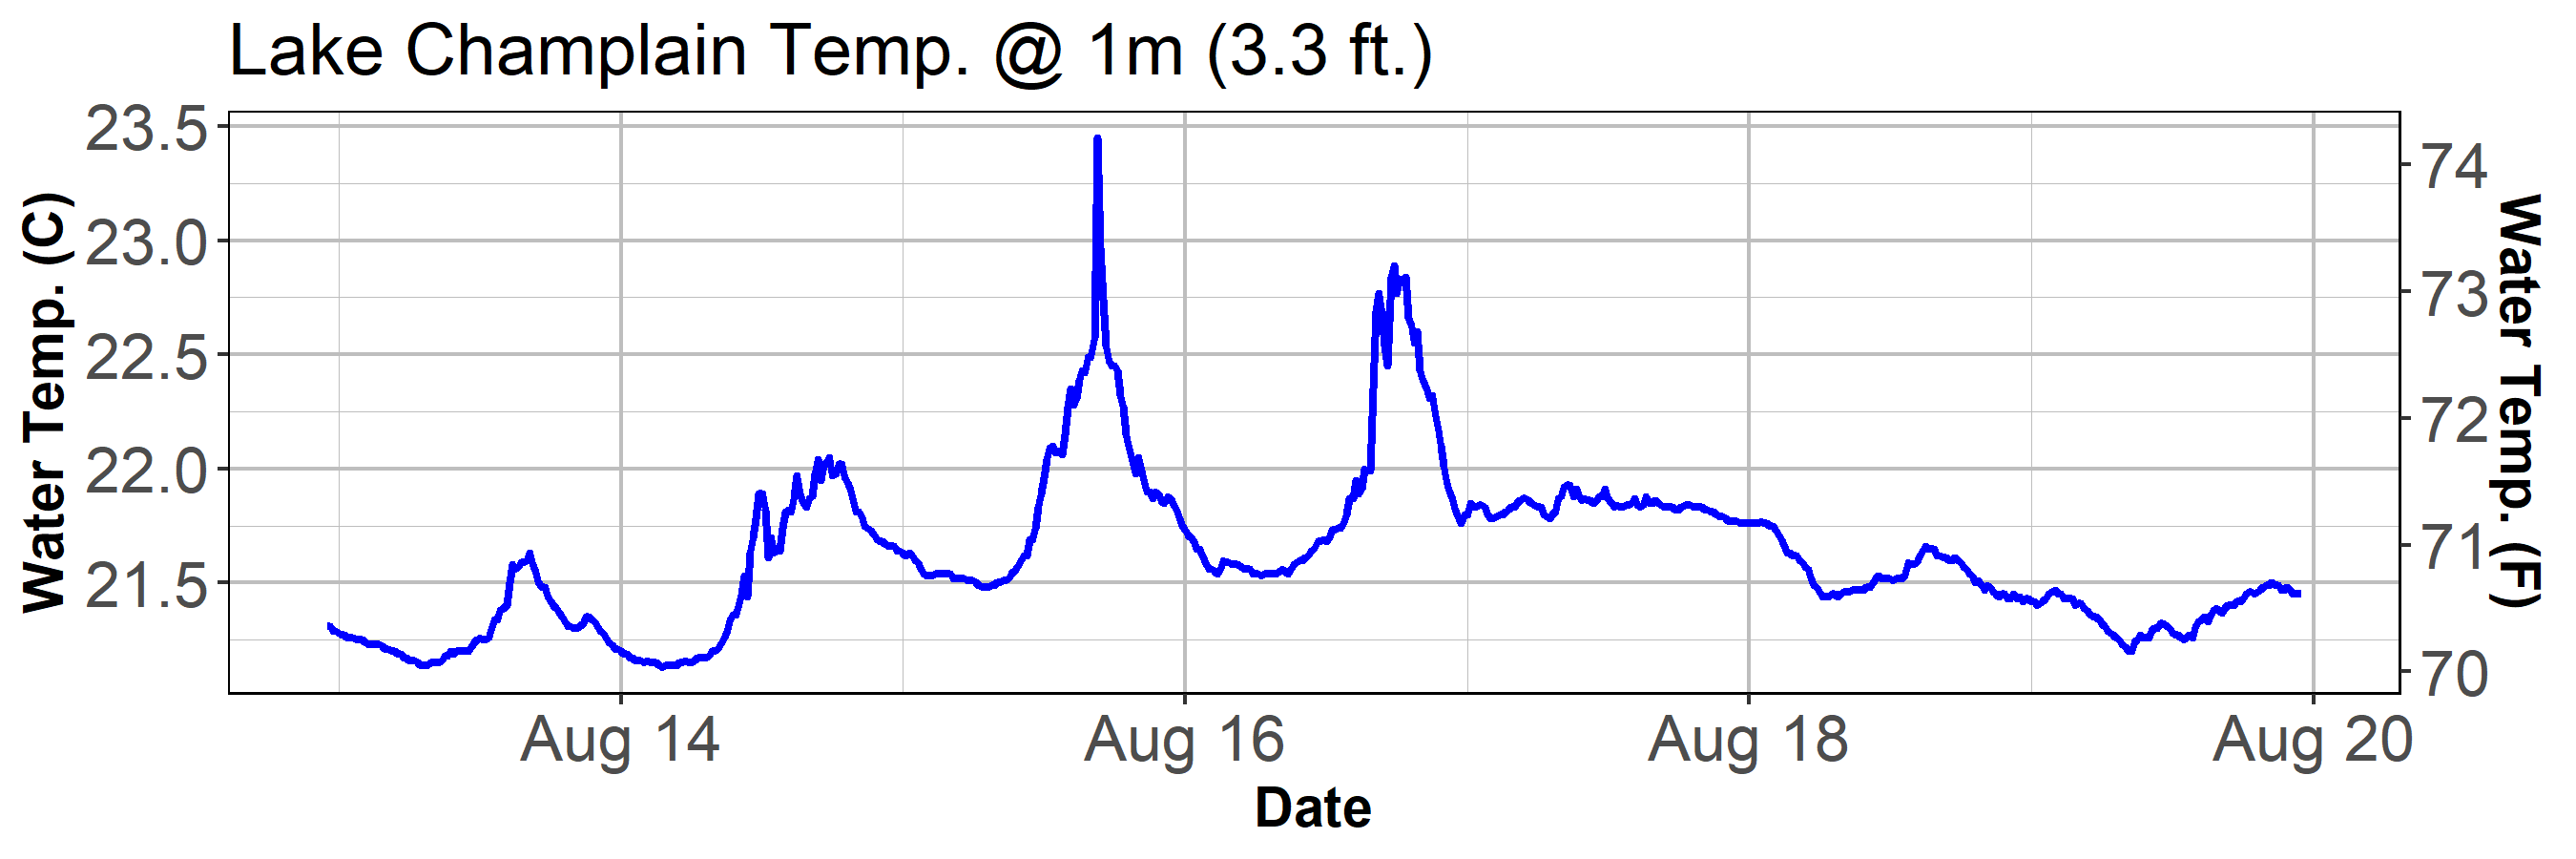 Lake Champlain Temp. @ 1m (3.3 ft.)
Water Temp. (C)
23.5
23.0
22.5
22.0
21.5
74
73
72
71
70
Water Temp. (F)
Aug 14
Aug 16
Aug 18
Aug 20
Date